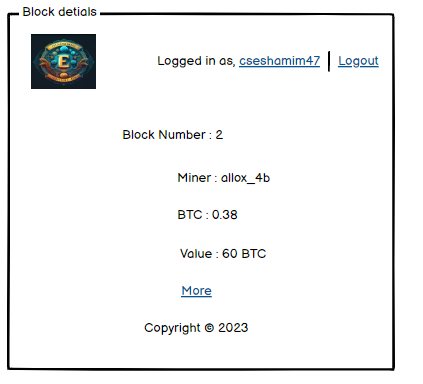 Block detials
E
Logged in as, cseshamim47 | Logout
Block Number : 2
Miner : allox_4b
BTC : 0.38
Value : 60 BTC
More
Copyright © 2023